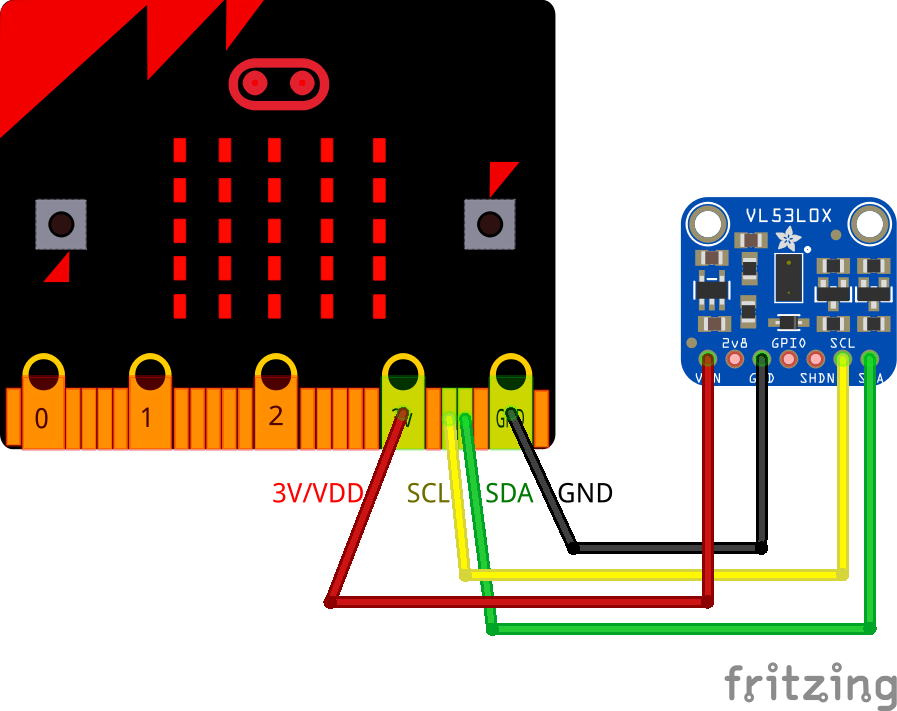 VL53L0X
2v8 GPIO SCL
VIN GND SHDN SDA
0 1 2 3V GND
3V/VDD SCL SDA GND
fritzing